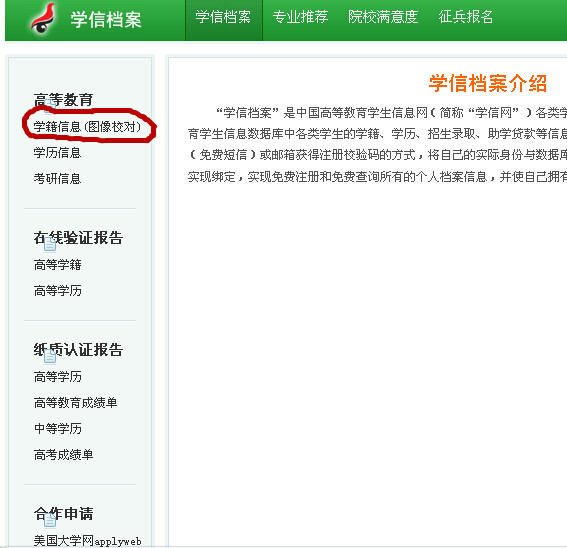 学信档案 学信档案 专业推荐 院校满意度 征兵报名
高等教育
学籍信息(图像校对)
学历信息
考研信息
在线验证报告
高等学籍
高等学历
纸质认证报告
高等学历
高等教育成绩单
中等学历
高考成绩单
合作申请
美国大学网applyweb
学信档案介绍
“学信档案”是中国高等教育学生信息网(简称“学信网”)各类学
育学生信息数据库中各类学生的学籍、学历、招生录取、助学贷款等信息
(免费短信)或邮箱获得注册校验码的方式,将自己的实际身份与数据库
实现绑定,实现免费注册和免费查询所有的个人档案信息,并使自己拥有